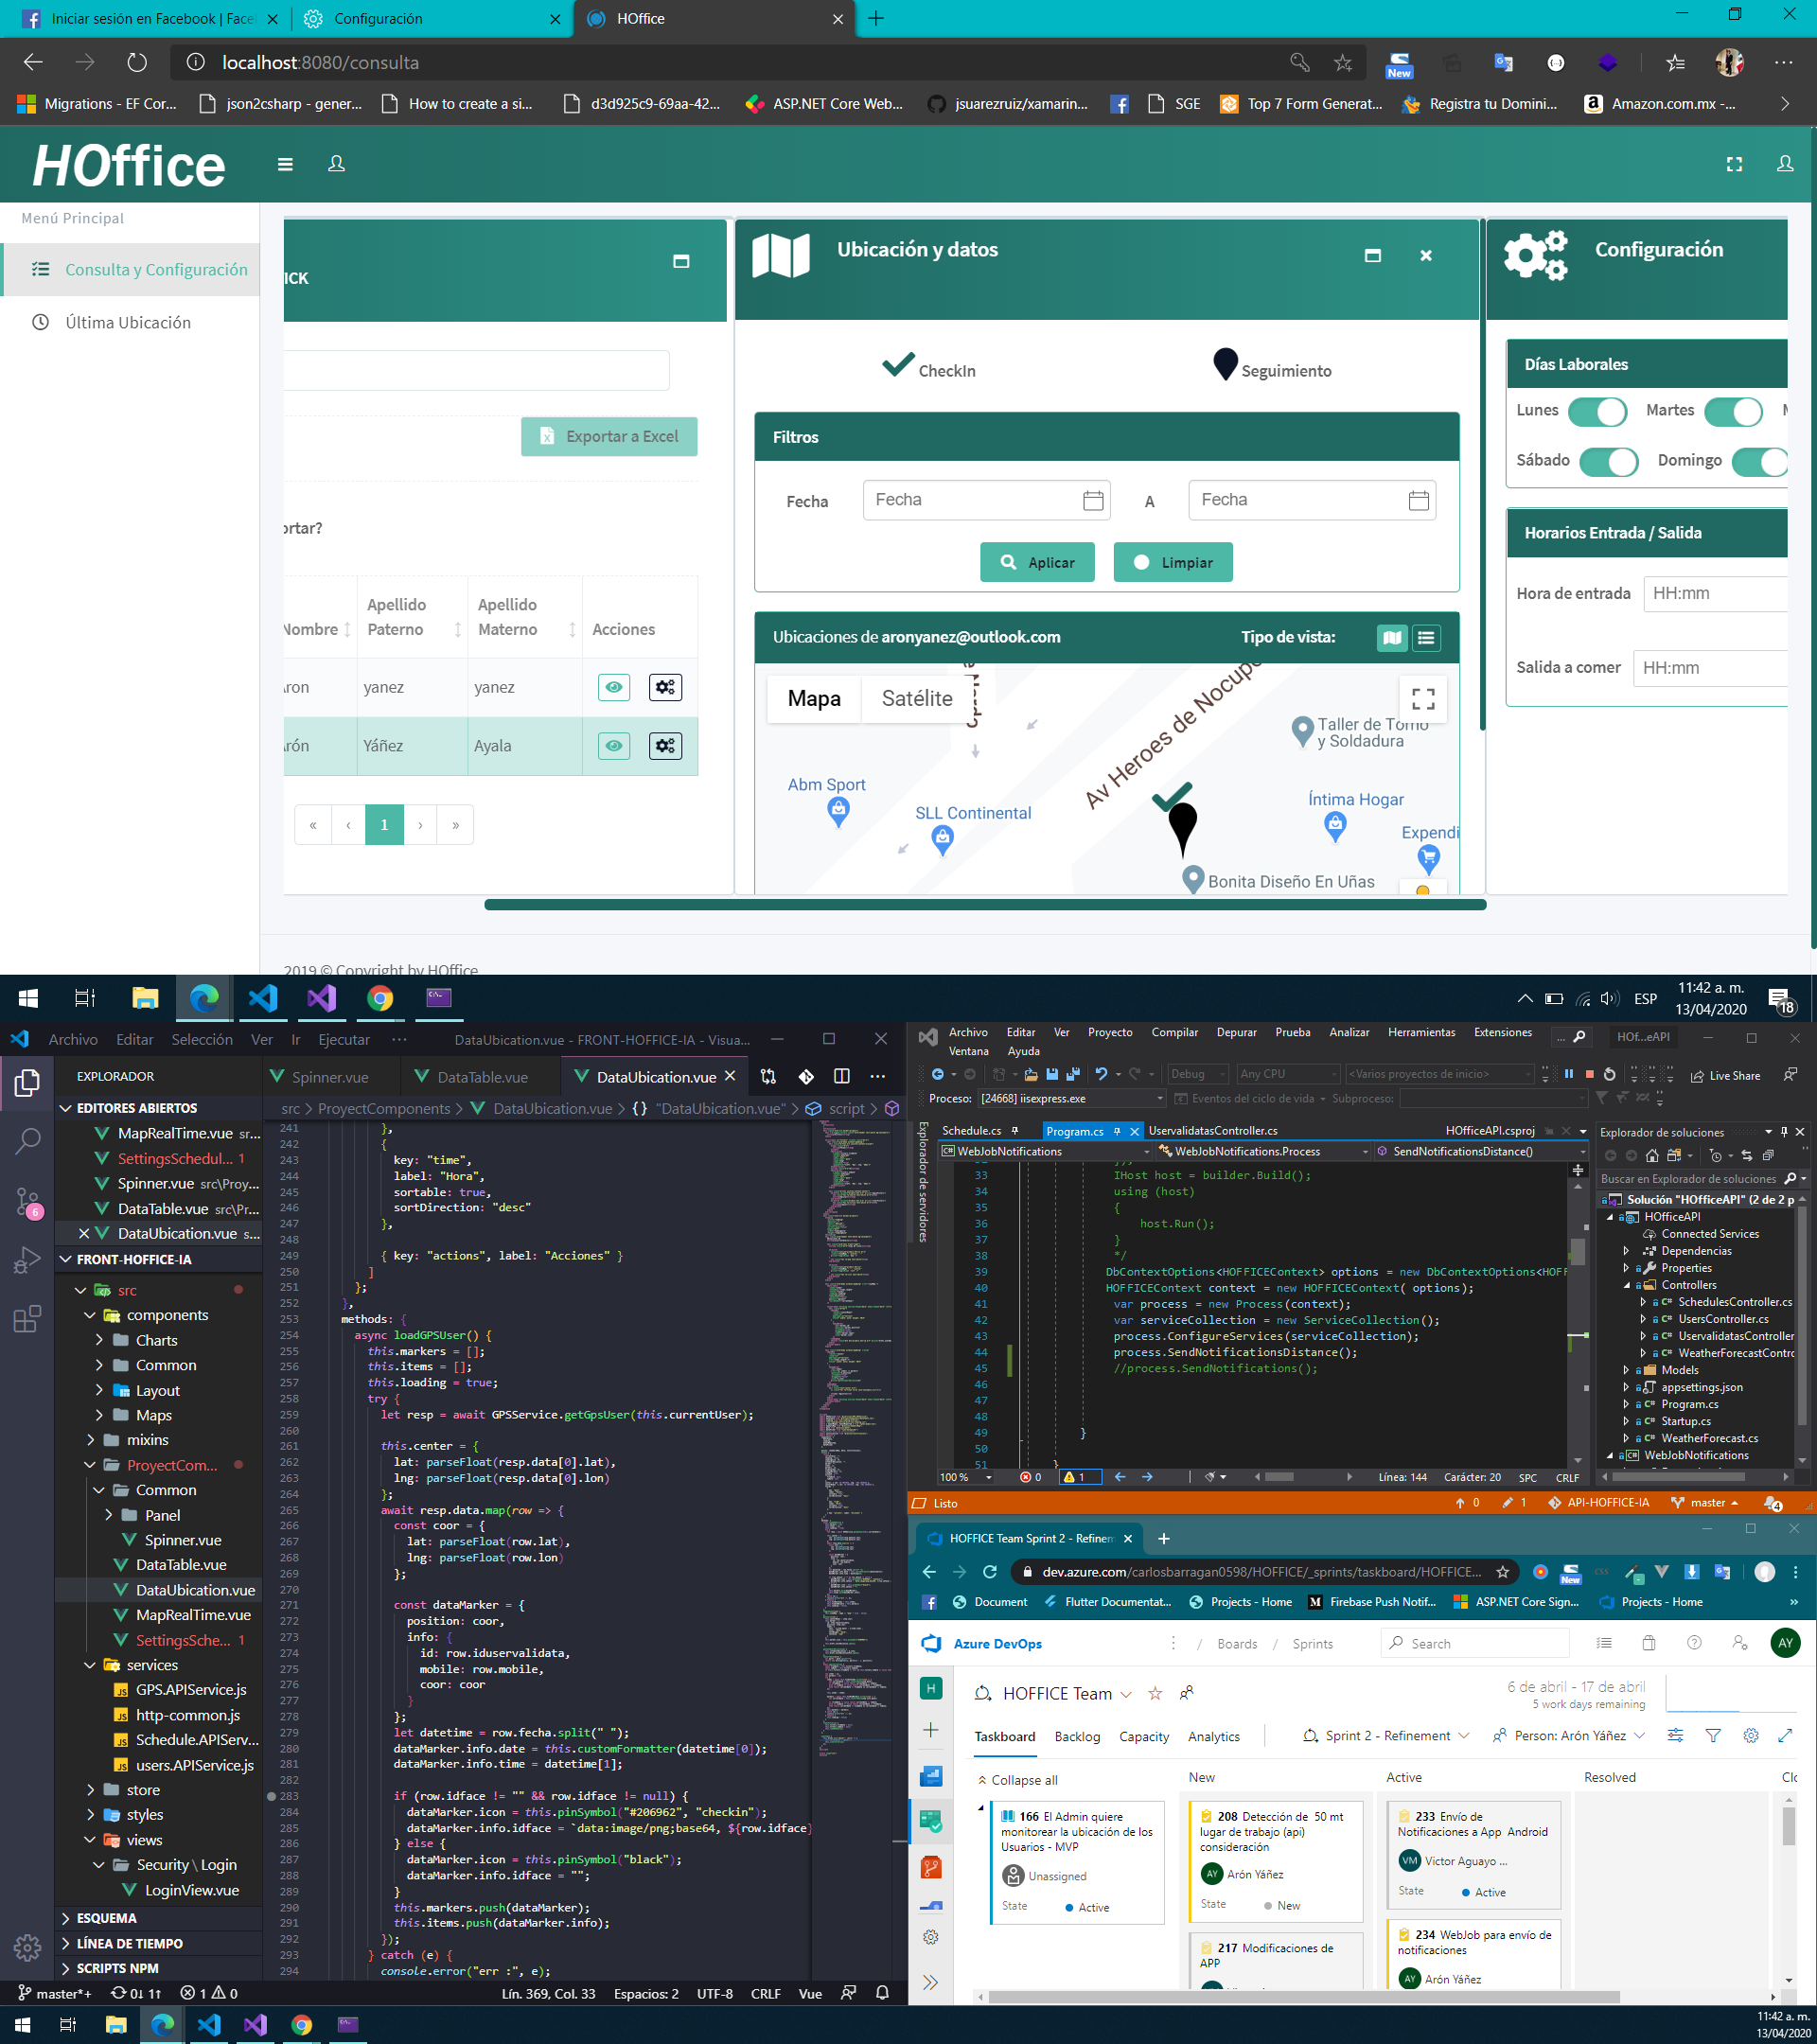 Iniciar sesión en Facebook | Face
Configuración
HOffice
localhost:8080/consulta
New
Migrations - EF Cor...
json2csharp - gener...
How to create a si...
d3d925c9-69aa-42...
ASP.NET Core Web...
jsuarezruiz/xamarin...
SGE
Top 7 Form Generat...
Registra tu Domini...
Amazon.com.mx -...
HOffice
Menú Principal
Consulta y Configuración
Última Ubicación
ICK
Exportar a Excel
ortar?
Nombre
Apellido Paterno
Apellido Materno
Acciones
yanez
yanez
Yáñez
Ayala
« ‹ 1 › »
Ubicación y datos
CheckIn
Seguimiento
Filtros
Fecha
Fecha
A
Fecha
Aplicar
Limpiar
Ubicaciones de aronyanez@outlook.com
Tipo de vista:
Mapa
Satélite
Av Heroes de Nocupe
Taller de Torno
y Soldadura
Abm Sport
SLL Continental
Íntima Hogar
Expendi
Bonita Diseño En Uñas
Configuración
Días Laborales
Lunes
Martes
Sábado
Domingo
Horarios Entrada / Salida
Hora de entrada
HH:mm
Salida a comer
HH:mm
2019 © Copyright by HOffice
ESP
11:42 a. m.
13/04/2020
18
Archivo Editar Selección Ver Ir Ejecutar ···
DataUbication.vue - FRONT-HOFFICE-IA - Visua...
EXPLORADOR
EDITORES ABIERTOS
MapRealTime.vue sr...
SettingsSchedul... 1
Spinner.vue src\Proy...
DataTable.vue src\Pr...
DataUbication.vue s...
FRONT-HOFFICE-IA
src
components
Charts
Common
Layout
Maps
mixins
ProyectCom...
Common
Panel
Spinner.vue
DataTable.vue
DataUbication.vue
MapRealTime.vue
SettingsSche... 1
services
GPS.APIService.js
http-common.js
Schedule.APIServ...
users.APIService.js
store
styles
views
Security \ Login
LoginView.vue
ESQUEMA
LÍNEA DE TIEMPO
SCRIPTS NPM
6
Spinner.vue
DataTable.vue
DataUbication.vue
src > ProyectComponents > DataUbication.vue > {} "DataUbication.vue" > script >
241 },
242 {
243 key: "time",
244 label: "Hora",
245 sortable: true,
246 sortDirection: "desc"
247 },
248
249 { key: "actions", label: "Acciones" }
250 ]
251 };
252 },
253 methods: {
254 async loadGPSUser() {
255 this.markers = [];
256 this.items = [];
257 this.loading = true;
258 try {
259 let resp = await GPSService.getGpsUser(this.currentUser);
260
261 this.center = {
262 lat: parseFloat(resp.data[0].lat),
263 lng: parseFloat(resp.data[0].lon)
264 };
265 await resp.data.map(row => {
266 const coor = {
267 lat: parseFloat(row.lat),
268 lng: parseFloat(row.lon)
269 };
270
271 const dataMarker = {
272 position: coor,
273 info: {
274 id: row.iduservalidata,
275 mobile: row.mobile,
276 coor: coor
277 }
278 };
279 let datetime = row.fecha.split(" ");
280 dataMarker.info.date = this.customFormatter(datetime[0]);
281 dataMarker.info.time = datetime[1];
282
283 if (row.idface != "" && row.idface != null) {
284 dataMarker.icon = this.pinSymbol("#206962", "checkin");
285 dataMarker.info.idface = `data:image/png;base64, ${row.idface}
286 } else {
287 dataMarker.icon = this.pinSymbol("black");
288 dataMarker.info.idface = "";
289 }
290 this.markers.push(dataMarker);
291 this.items.push(dataMarker.info);
292 });
293 } catch (e) {
294 console.error("err :", e);
master*+ 0↓ 1↑ 1 0
Lín. 369, Col. 33 Espacios: 2 UTF-8 CRLF Vue
Archivo Editar Ver Proyecto Compilar Depurar Prueba Analizar Herramientas Extensiones
Ventana Ayuda
HOf...eAPI
Debug
Any CPU
<Varios proyectos de inicio>
Live Share
Proceso: [24668] iisexpress.exe
Eventos del ciclo de vida
Subproceso:
Explorador de servidores
Schedule.cs
Program.cs
UservalidatasController.cs
HOfficeAPI.csproj
WebJobNotifications
WebJobNotifications.Process
SendNotificationsDistance()
33 IHost host = builder.Build();
34 using (host)
35 {
36 host.Run();
37 }
38 */
39 DbContextOptions<HOFFICEContext> options = new DbContextOptions<HOFF
40 HOFFICEContext context = new HOFFICEContext( options);
41 var process = new Process(context);
42 var serviceCollection = new ServiceCollection();
43 process.ConfigureServices(serviceCollection);
44 process.SendNotificationsDistance();
45 //process.SendNotifications();
46
47
48
49 }
50
51 }
100 % 0 1
Línea: 144 Carácter: 20 SPC CRLF
Explorador de soluciones
Buscar en Explorador de soluciones
Solución "HOfficeAPI" (2 de 2 p
HOfficeAPI
Connected Services
Dependencias
Properties
Controllers
SchedulesController.cs
UsersController.cs
UservalidatasController
WeatherForecastContro
Models
appsettings.json
Program.cs
Startup.cs
WeatherForecast.cs
WebJobNotifications
Listo
0 1 API-HOFFICE-IA master 4
HOFFICE Team Sprint 2 - Refinem
dev.azure.com/carlosbarragan0598/HOFFICE/_sprints/taskboard/HOFFICE...
New
Document
Flutter Documentat...
Projects - Home
Firebase Push Notif...
ASP.NET Core Sign...
Projects - Home
Azure DevOps
/ Boards / Sprints
Search
AY
H
HOFFICE Team
6 de abril - 17 de abril
5 work days remaining
Taskboard Backlog Capacity Analytics
Sprint 2 - Refinement
Person: Arón Yáñez
Collapse all
New
Active
Resolved
166 El Admin quiere
monitorear la ubicación de los
Usuarios - MVP
Unassigned
State Active
208 Detección de 50 mt
lugar de trabajo (api)
consideración
AY Arón Yáñez
State New
217 Modificaciones de
APP
233 Envío de
Notificaciones a App Android
VM Victor Aguayo ...
State Active
234 WebJob para envío de
notificaciones
AY Arón Yáñez
11:42 a. m.
13/04/2020